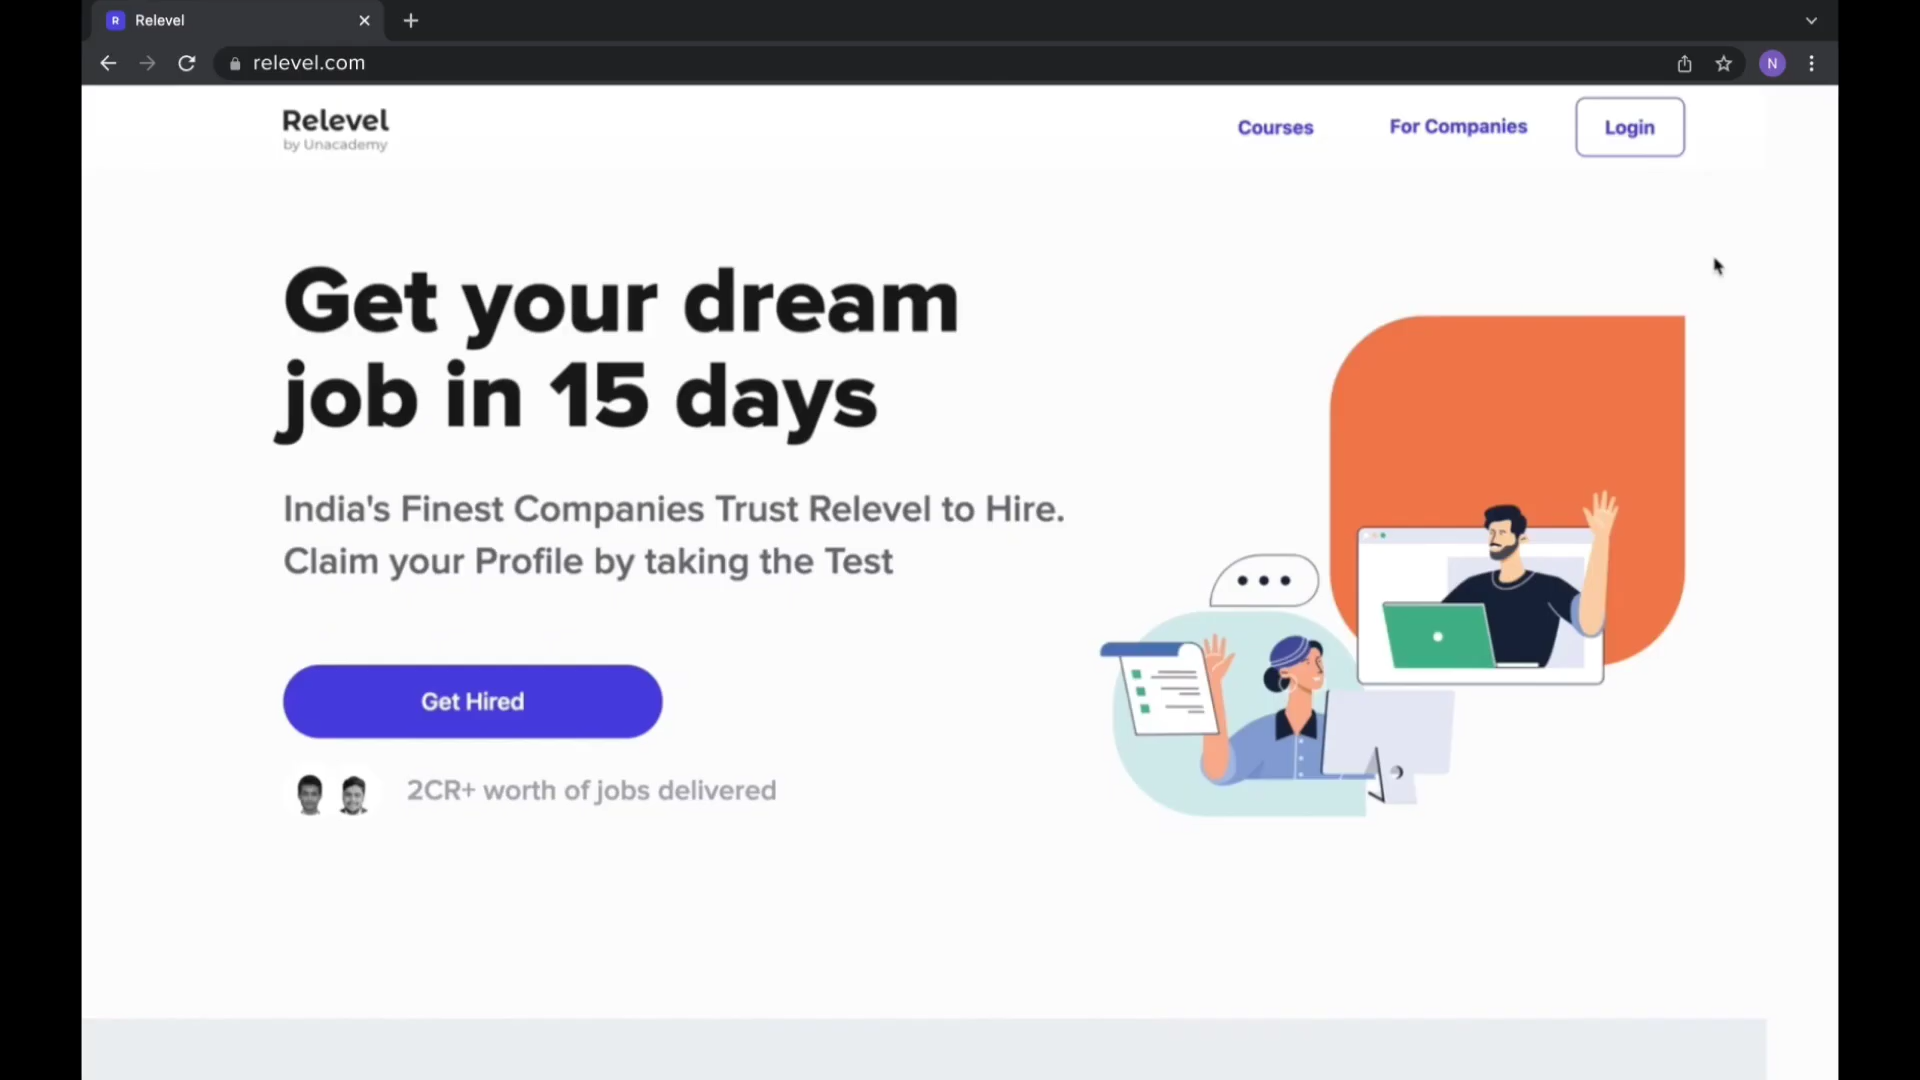 R
Relevel
relevel.com
N
Relevel
by Unacademy
Courses
For Companies
Login
Get your dream
job in 15 days
India's Finest Companies Trust Relevel to Hire.
Claim your Profile by taking the Test
Get Hired
2CR+ worth of jobs delivered